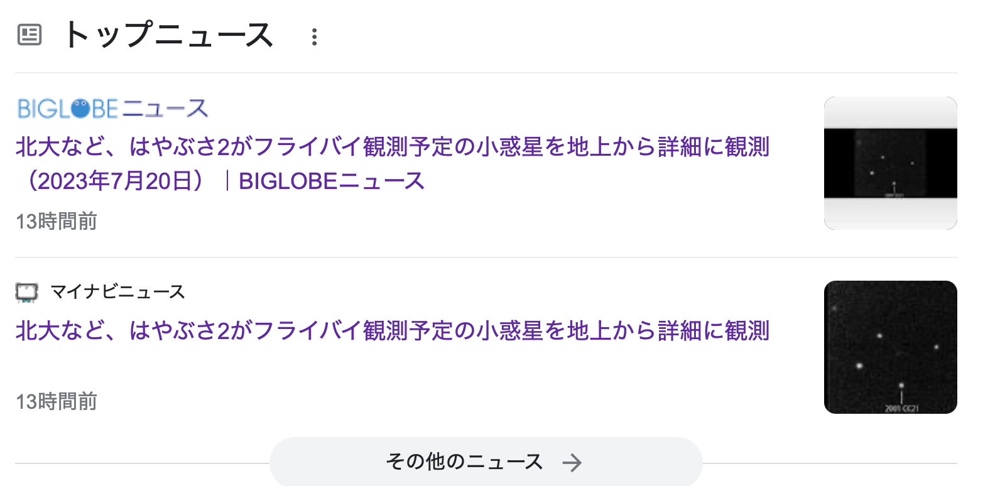 トップニュース
BIGLOBEニュース
北大など、はやぶさ2がフライバイ観測予定の小惑星を地上から詳細に観測
（2023年7月20日）｜BIGLOBEニュース
13時間前
マイナビニュース
北大など、はやぶさ2がフライバイ観測予定の小惑星を地上から詳細に観測
13時間前
2001 CC21
その他のニュース